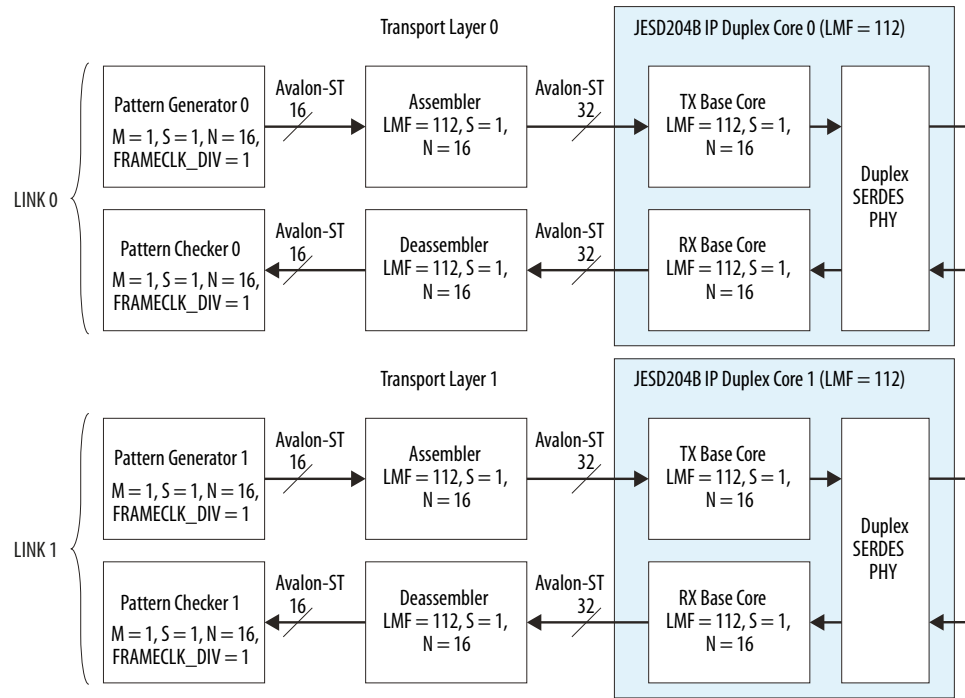 Transport Layer 0
JESD204B IP Duplex Core 0 (LMF = 112)
LINK 0
Pattern Generator 0
M = 1, S = 1, N = 16,
FRAMECLK_DIV = 1
Avalon-ST
16
Assembler
LMF = 112, S = 1,
N = 16
Avalon-ST
32
TX Base Core
LMF = 112, S = 1,
N = 16
Duplex
SERDES
PHY
Pattern Checker 0
M = 1, S = 1, N = 16,
FRAMECLK_DIV = 1
Avalon-ST
16
Deassembler
LMF = 112, S = 1,
N = 16
Avalon-ST
32
RX Base Core
LMF = 112, S = 1,
N = 16
Transport Layer 1
JESD204B IP Duplex Core 1 (LMF = 112)
LINK 1
Pattern Generator 1
M = 1, S = 1, N = 16,
FRAMECLK_DIV = 1
Avalon-ST
16
Assembler
LMF = 112, S = 1,
N = 16
Avalon-ST
32
TX Base Core
LMF = 112, S = 1,
N = 16
Duplex
SERDES
PHY
Pattern Checker 1
M = 1, S = 1, N = 16,
FRAMECLK_DIV = 1
Avalon-ST
16
Deassembler
LMF = 112, S = 1,
N = 16
Avalon-ST
32
RX Base Core
LMF = 112, S = 1,
N = 16